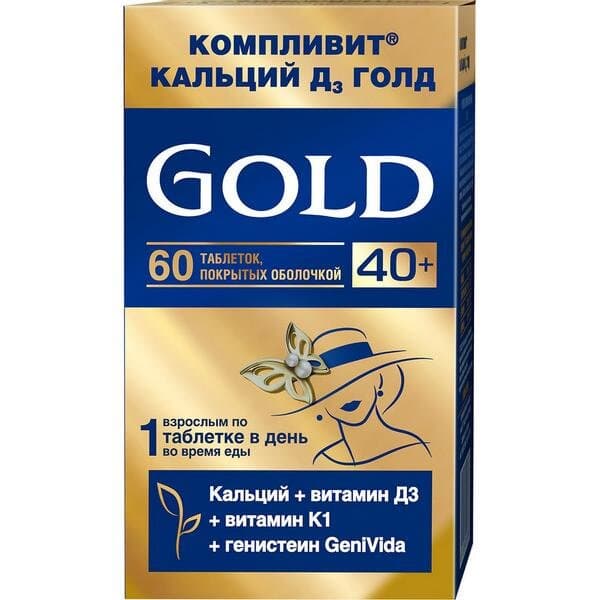 КОМПЛИВИТ®
КАЛЬЦИЙ Д₃ ГОЛД
GOLD
60 ТАБЛЕТОК,
ПОКРЫТЫХ ОБОЛОЧКОЙ
40+
1 взрослым по
таблетке в день
во время еды
Кальций + витамин Д3
+ витамин К1
+ генистеин GeniVida